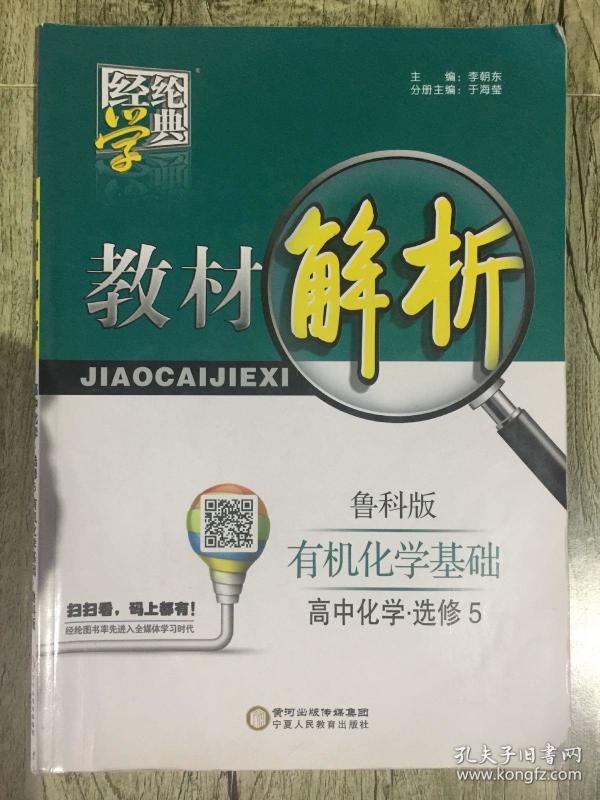 经纶
学典
®
主 编：李朝东
分册主编：于海莹
教材解析
JIAOCAIJIEXI
鲁科版
有机化学基础
高中化学·选修5
扫扫看，码上都有！
经纶图书率先进入全媒体学习时代
黄河出版传媒集团
宁夏人民教育出版社
孔夫子旧书网
www.kongfz.com